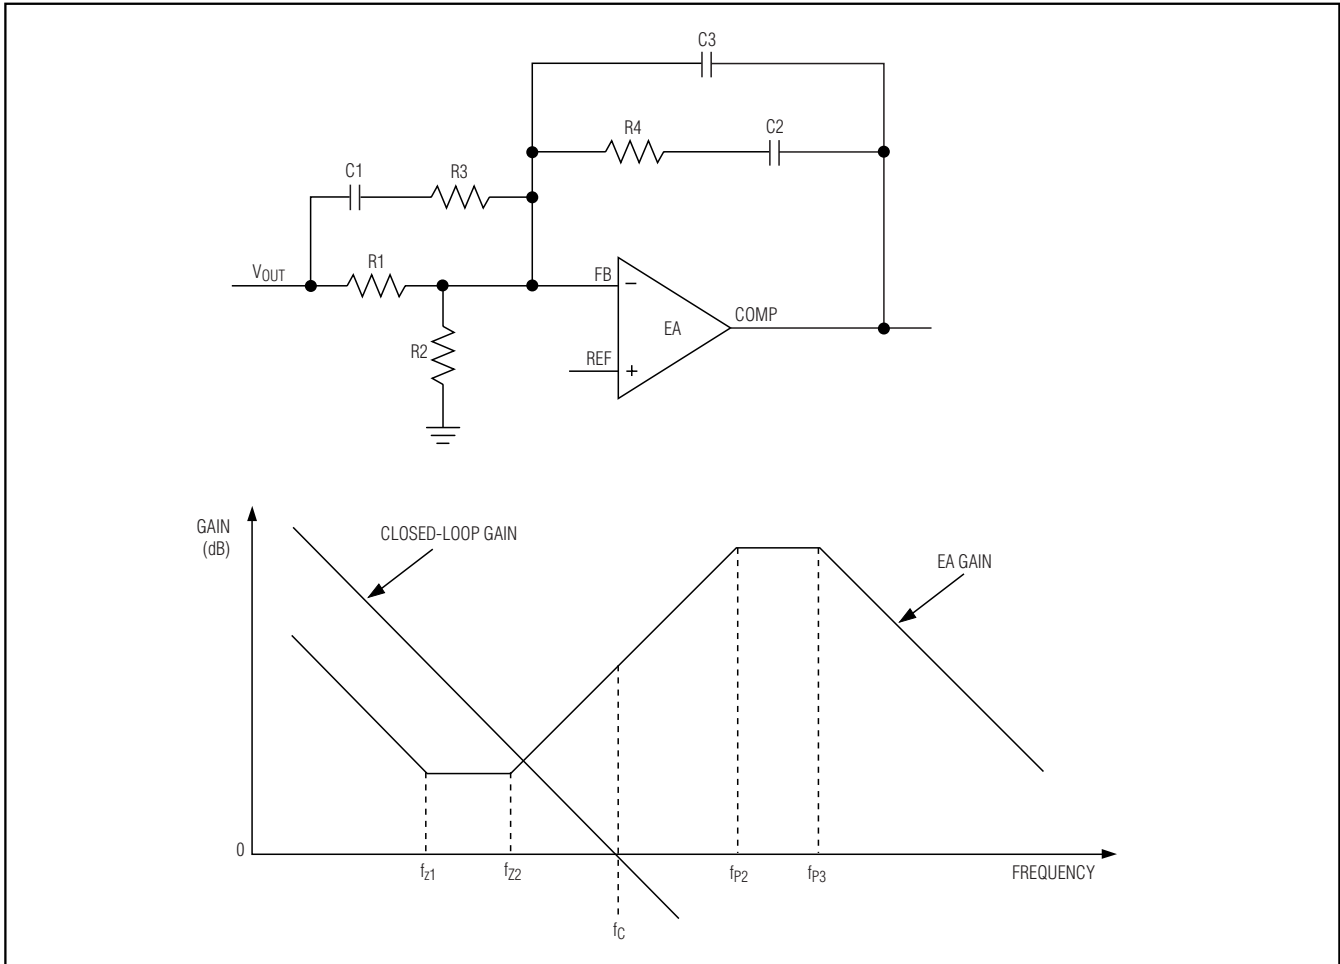 C3
R4
C2
C1
R3
R1
VOUT
FB
−
COMP
EA
R2
REF
+
GAIN
(dB)
CLOSED-LOOP GAIN
EA GAIN
0
fz1
fZ2
fP2
fP3
FREQUENCY
fC